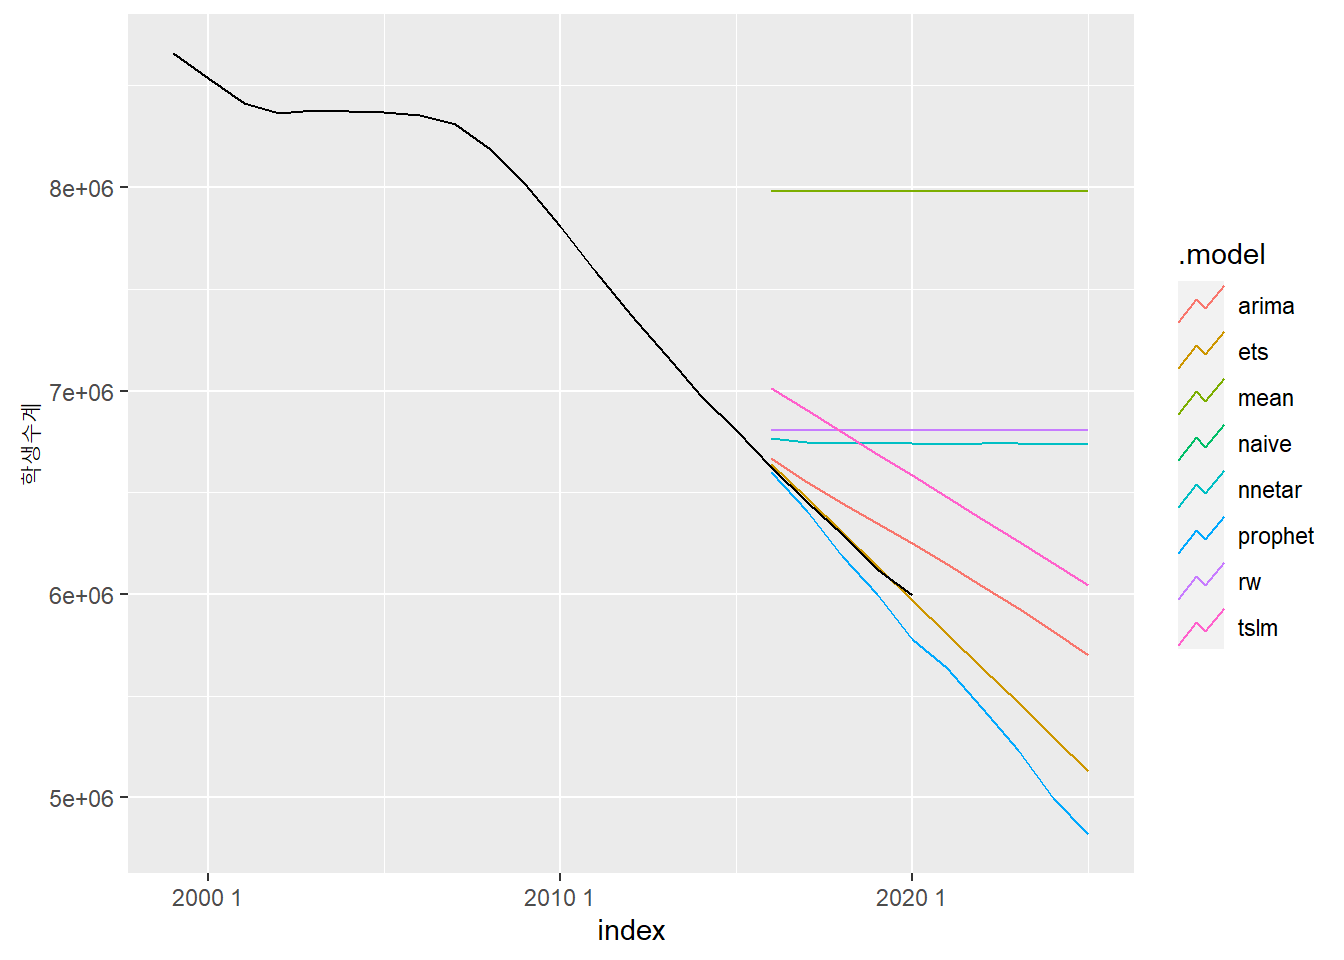 8e+06
7e+06
6e+06
5e+06
학생수계
2000 1
2010 1
2020 1
index
.model
arima
ets
mean
naive
nnetar
prophet
rw
tslm